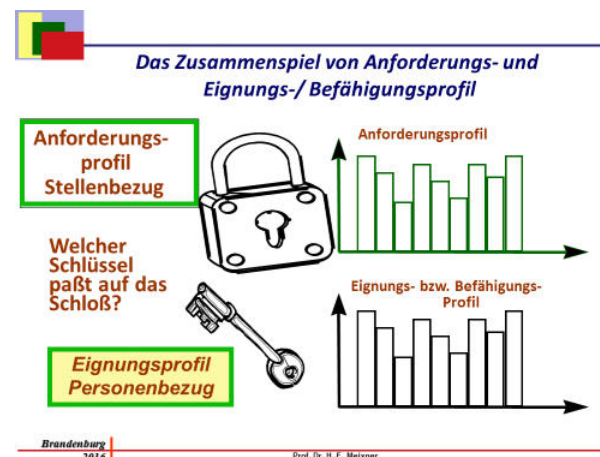 Das Zusammenspiel von Anforderungs- und
Eignungs-/ Befähigungsprofil
Anforderungs-
profil
Stellenbezug
Anforderungsprofil
Welcher
Schlüssel
paßt auf das
Schloß?
Eignungs- bzw. Befähigungs-
Profil
Eignungsprofil
Personenbezug
Brandenburg
2016
Prof. Dr. H.-F. Meixner